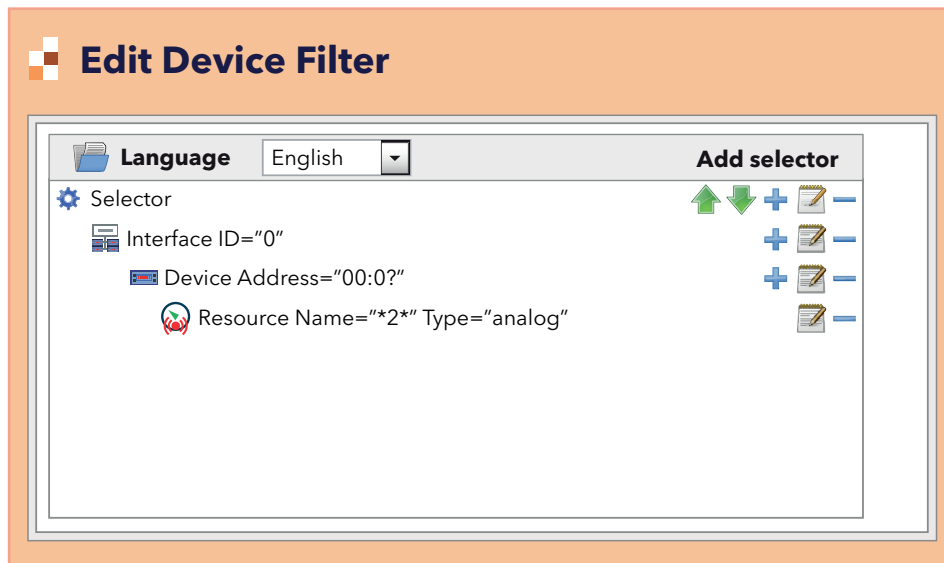 Edit Device Filter
Language English Add selector
Selector
Interface ID=”0”
Device Address=”00:0?”
Resource Name=”*2*” Type=”analog”